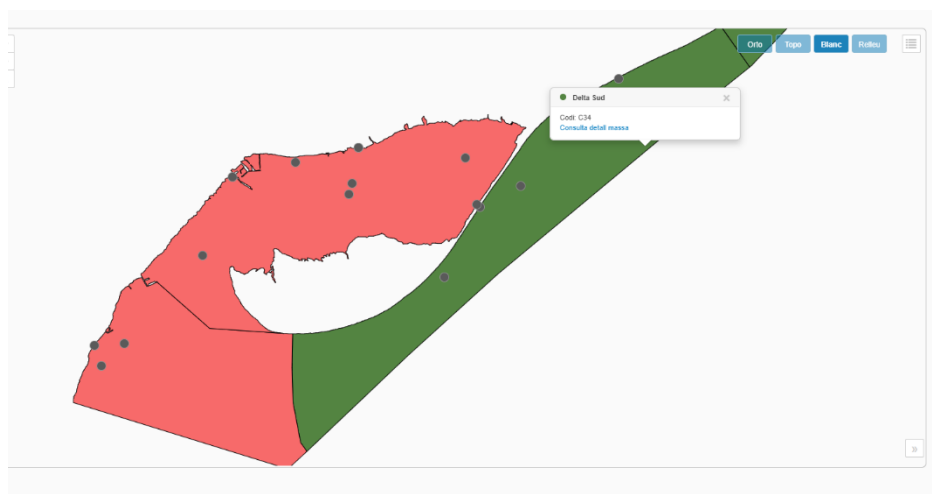 Orto Topo Blanc Relleu
Delta Sud
Codi: C34
Consulta detall massa